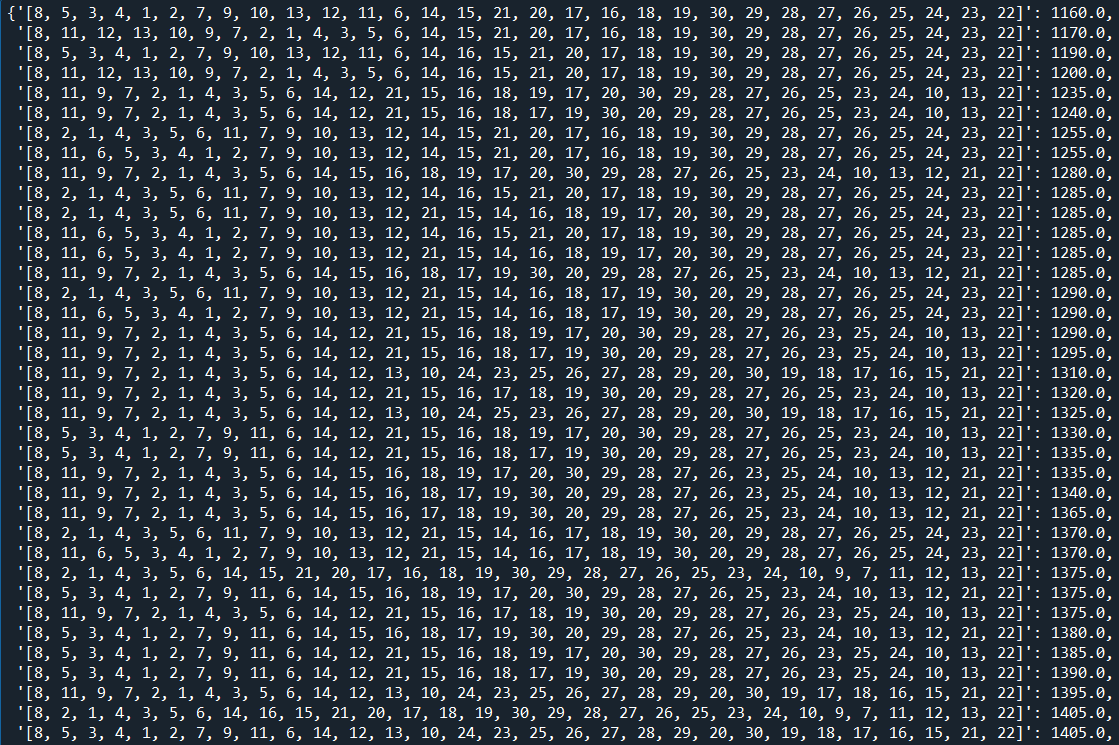 {'[8, 5, 3, 4, 1, 2, 7, 9, 10, 13, 12, 11, 6, 14, 15, 21, 20, 17, 16, 18, 19, 30, 29, 28, 27, 26, 25, 24, 23, 22]': 1160.0,
'[8, 11, 12, 13, 10, 9, 7, 2, 1, 4, 3, 5, 6, 14, 15, 21, 20, 17, 16, 18, 19, 30, 29, 28, 27, 26, 25, 24, 23, 22]': 1170.0,
'[8, 5, 3, 4, 1, 2, 7, 9, 10, 13, 12, 11, 6, 14, 16, 15, 21, 20, 17, 18, 19, 30, 29, 28, 27, 26, 25, 24, 23, 22]': 1190.0,
'[8, 11, 12, 13, 10, 9, 7, 2, 1, 4, 3, 5, 6, 14, 16, 15, 21, 20, 17, 18, 19, 30, 29, 28, 27, 26, 25, 24, 23, 22]': 1200.0,
'[8, 11, 9, 7, 2, 1, 4, 3, 5, 6, 14, 12, 21, 15, 16, 18, 19, 17, 20, 30, 29, 28, 27, 26, 25, 23, 24, 10, 13, 22]': 1235.0,
'[8, 11, 9, 7, 2, 1, 4, 3, 5, 6, 14, 12, 21, 15, 16, 18, 17, 19, 30, 20, 29, 28, 27, 26, 25, 23, 24, 10, 13, 22]': 1240.0,
'[8, 2, 1, 4, 3, 5, 6, 11, 7, 9, 10, 13, 12, 14, 15, 21, 20, 17, 16, 18, 19, 30, 29, 28, 27, 26, 25, 24, 23, 22]': 1255.0,
'[8, 11, 6, 5, 3, 4, 1, 2, 7, 9, 10, 13, 12, 14, 15, 21, 20, 17, 16, 18, 19, 30, 29, 28, 27, 26, 25, 24, 23, 22]': 1255.0,
'[8, 11, 9, 7, 2, 1, 4, 3, 5, 6, 14, 15, 16, 18, 19, 17, 20, 30, 29, 28, 27, 26, 25, 23, 24, 10, 13, 12, 21, 22]': 1280.0,
'[8, 2, 1, 4, 3, 5, 6, 11, 7, 9, 10, 13, 12, 14, 16, 15, 21, 20, 17, 18, 19, 30, 29, 28, 27, 26, 25, 24, 23, 22]': 1285.0,
'[8, 2, 1, 4, 3, 5, 6, 11, 7, 9, 10, 13, 12, 21, 15, 14, 16, 18, 19, 17, 20, 30, 29, 28, 27, 26, 25, 24, 23, 22]': 1285.0,
'[8, 11, 6, 5, 3, 4, 1, 2, 7, 9, 10, 13, 12, 14, 16, 15, 21, 20, 17, 18, 19, 30, 29, 28, 27, 26, 25, 24, 23, 22]': 1285.0,
'[8, 11, 6, 5, 3, 4, 1, 2, 7, 9, 10, 13, 12, 21, 15, 14, 16, 18, 19, 17, 20, 30, 29, 28, 27, 26, 25, 24, 23, 22]': 1285.0,
'[8, 11, 9, 7, 2, 1, 4, 3, 5, 6, 14, 15, 16, 18, 17, 19, 30, 20, 29, 28, 27, 26, 25, 23, 24, 10, 13, 12, 21, 22]': 1285.0,
'[8, 2, 1, 4, 3, 5, 6, 11, 7, 9, 10, 13, 12, 21, 15, 14, 16, 18, 17, 19, 30, 20, 29, 28, 27, 26, 25, 24, 23, 22]': 1290.0,
'[8, 11, 6, 5, 3, 4, 1, 2, 7, 9, 10, 13, 12, 21, 15, 14, 16, 18, 17, 19, 30, 20, 29, 28, 27, 26, 25, 24, 23, 22]': 1290.0,
'[8, 11, 9, 7, 2, 1, 4, 3, 5, 6, 14, 12, 21, 15, 16, 18, 19, 17, 20, 30, 29, 28, 27, 26, 23, 25, 24, 10, 13, 22]': 1290.0,
'[8, 11, 9, 7, 2, 1, 4, 3, 5, 6, 14, 12, 21, 15, 16, 18, 17, 19, 30, 20, 29, 28, 27, 26, 23, 25, 24, 10, 13, 22]': 1295.0,
'[8, 11, 9, 7, 2, 1, 4, 3, 5, 6, 14, 12, 13, 10, 24, 23, 25, 26, 27, 28, 29, 20, 30, 19, 18, 17, 16, 15, 21, 22]': 1310.0,
'[8, 11, 9, 7, 2, 1, 4, 3, 5, 6, 14, 12, 21, 15, 16, 17, 18, 19, 30, 20, 29, 28, 27, 26, 25, 23, 24, 10, 13, 22]': 1320.0,
'[8, 11, 9, 7, 2, 1, 4, 3, 5, 6, 14, 12, 13, 10, 24, 25, 23, 26, 27, 28, 29, 20, 30, 19, 18, 17, 16, 15, 21, 22]': 1325.0,
'[8, 5, 3, 4, 1, 2, 7, 9, 11, 6, 14, 12, 21, 15, 16, 18, 19, 17, 20, 30, 29, 28, 27, 26, 25, 23, 24, 10, 13, 22]': 1330.0,
'[8, 5, 3, 4, 1, 2, 7, 9, 11, 6, 14, 12, 21, 15, 16, 18, 17, 19, 30, 20, 29, 28, 27, 26, 25, 23, 24, 10, 13, 22]': 1335.0,
'[8, 11, 9, 7, 2, 1, 4, 3, 5, 6, 14, 15, 16, 18, 19, 17, 20, 30, 29, 28, 27, 26, 23, 25, 24, 10, 13, 12, 21, 22]': 1335.0,
'[8, 11, 9, 7, 2, 1, 4, 3, 5, 6, 14, 15, 16, 18, 17, 19, 30, 20, 29, 28, 27, 26, 23, 25, 24, 10, 13, 12, 21, 22]': 1340.0,
'[8, 11, 9, 7, 2, 1, 4, 3, 5, 6, 14, 15, 16, 17, 18, 19, 30, 20, 29, 28, 27, 26, 25, 23, 24, 10, 13, 12, 21, 22]': 1365.0,
'[8, 2, 1, 4, 3, 5, 6, 11, 7, 9, 10, 13, 12, 21, 15, 14, 16, 17, 18, 19, 30, 20, 29, 28, 27, 26, 25, 24, 23, 22]': 1370.0,
'[8, 11, 6, 5, 3, 4, 1, 2, 7, 9, 10, 13, 12, 21, 15, 14, 16, 17, 18, 19, 30, 20, 29, 28, 27, 26, 25, 24, 23, 22]': 1370.0,
'[8, 2, 1, 4, 3, 5, 6, 14, 15, 21, 20, 17, 16, 18, 19, 30, 29, 28, 27, 26, 25, 23, 24, 10, 9, 7, 11, 12, 13, 22]': 1375.0,
'[8, 5, 3, 4, 1, 2, 7, 9, 11, 6, 14, 15, 16, 18, 19, 17, 20, 30, 29, 28, 27, 26, 25, 23, 24, 10, 13, 12, 21, 22]': 1375.0,
'[8, 11, 9, 7, 2, 1, 4, 3, 5, 6, 14, 12, 21, 15, 16, 17, 18, 19, 30, 20, 29, 28, 27, 26, 23, 25, 24, 10, 13, 22]': 1375.0,
'[8, 5, 3, 4, 1, 2, 7, 9, 11, 6, 14, 15, 16, 18, 17, 19, 30, 20, 29, 28, 27, 26, 25, 23, 24, 10, 13, 12, 21, 22]': 1380.0,
'[8, 5, 3, 4, 1, 2, 7, 9, 11, 6, 14, 12, 21, 15, 16, 18, 19, 17, 20, 30, 29, 28, 27, 26, 23, 25, 24, 10, 13, 22]': 1385.0,
'[8, 5, 3, 4, 1, 2, 7, 9, 11, 6, 14, 12, 21, 15, 16, 18, 17, 19, 30, 20, 29, 28, 27, 26, 23, 25, 24, 10, 13, 22]': 1390.0,
'[8, 11, 9, 7, 2, 1, 4, 3, 5, 6, 14, 12, 13, 10, 24, 23, 25, 26, 27, 28, 29, 20, 30, 19, 17, 18, 16, 15, 21, 22]': 1395.0,
'[8, 2, 1, 4, 3, 5, 6, 14, 16, 15, 21, 20, 17, 18, 19, 30, 29, 28, 27, 26, 25, 23, 24, 10, 9, 7, 11, 12, 13, 22]': 1405.0,
'[8, 5, 3, 4, 1, 2, 7, 9, 11, 6, 14, 12, 13, 10, 24, 23, 25, 26, 27, 28, 29, 20, 30, 19, 18, 17, 16, 15, 21, 22]': 1405.0,